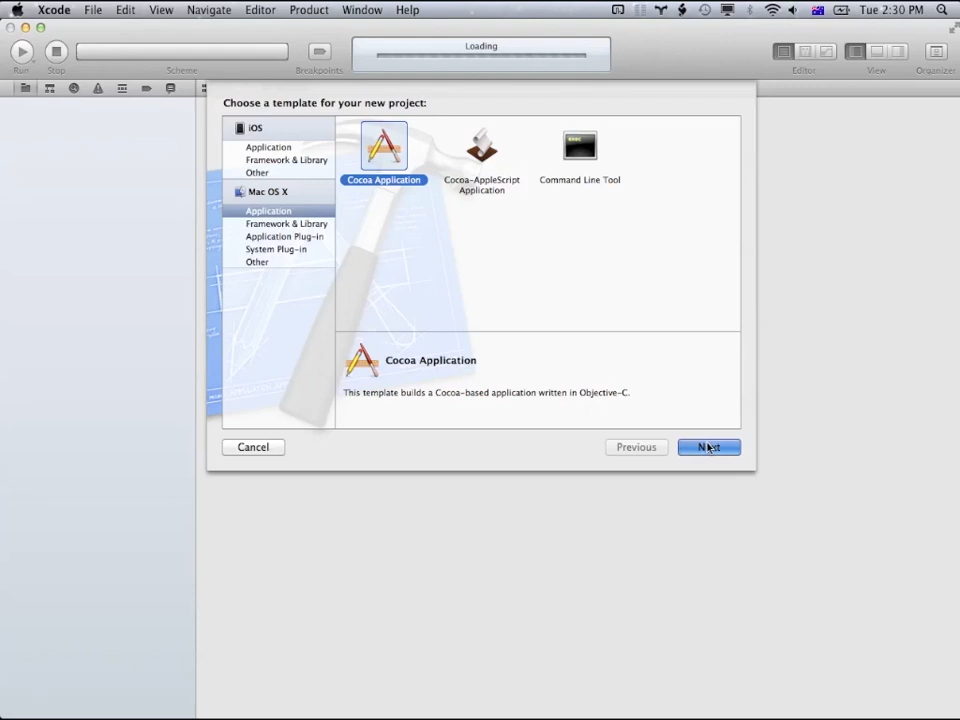 Xcode File Edit View Navigate Editor Product Window Help Tue 2:30 PM
Loading
Run Stop Scheme Breakpoints Editor View Organizer
Choose a template for your new project:
iOS
Application
Framework & Library
Other
Mac OS X
Application
Framework & Library
Application Plug-in
System Plug-in
Other
Cocoa Application
Cocoa-AppleScript
Application
Command Line Tool
Cocoa Application
This template builds a Cocoa-based application written in Objective-C.
Cancel Previous Next